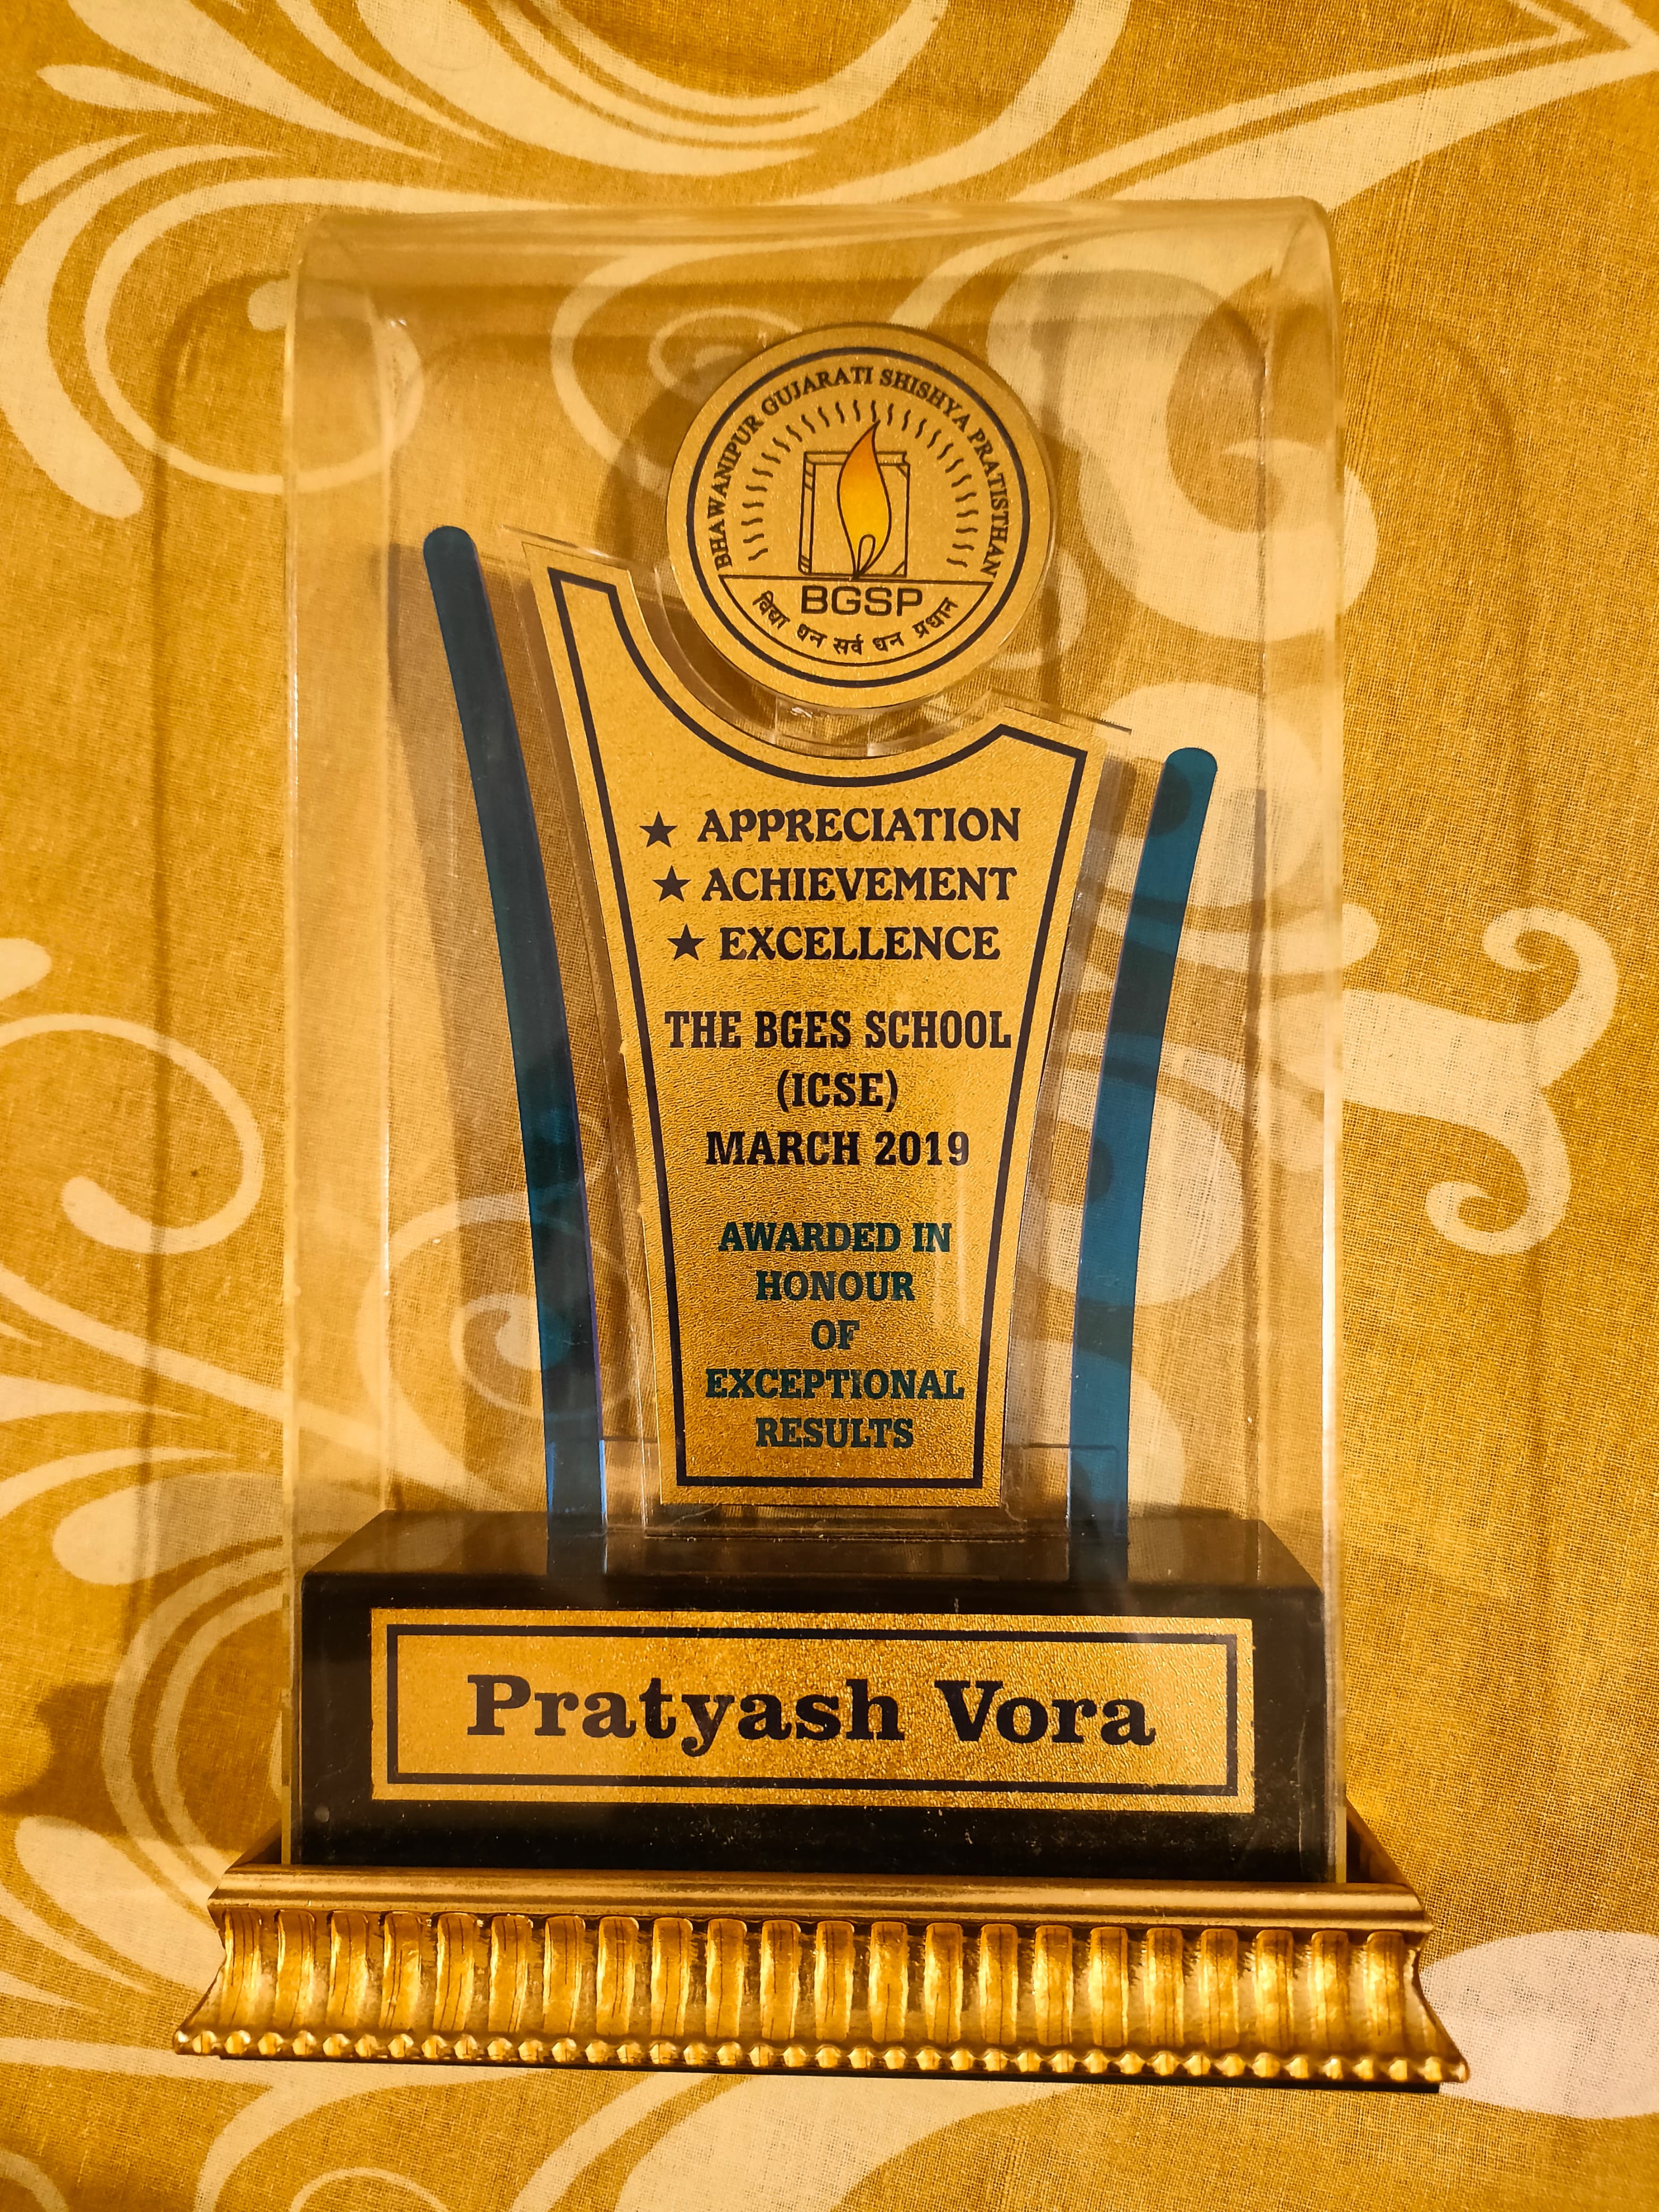 BHAWANIPUR GUJARATI SHISHYA PRATISTHAN
BGSP
विद्या धन सर्व धन प्रधान
★ APPRECIATION
★ ACHIEVEMENT
★ EXCELLENCE
THE BGES SCHOOL
(ICSE)
MARCH 2019
AWARDED IN
HONOUR
OF
EXCEPTIONAL
RESULTS
Pratyash Vora